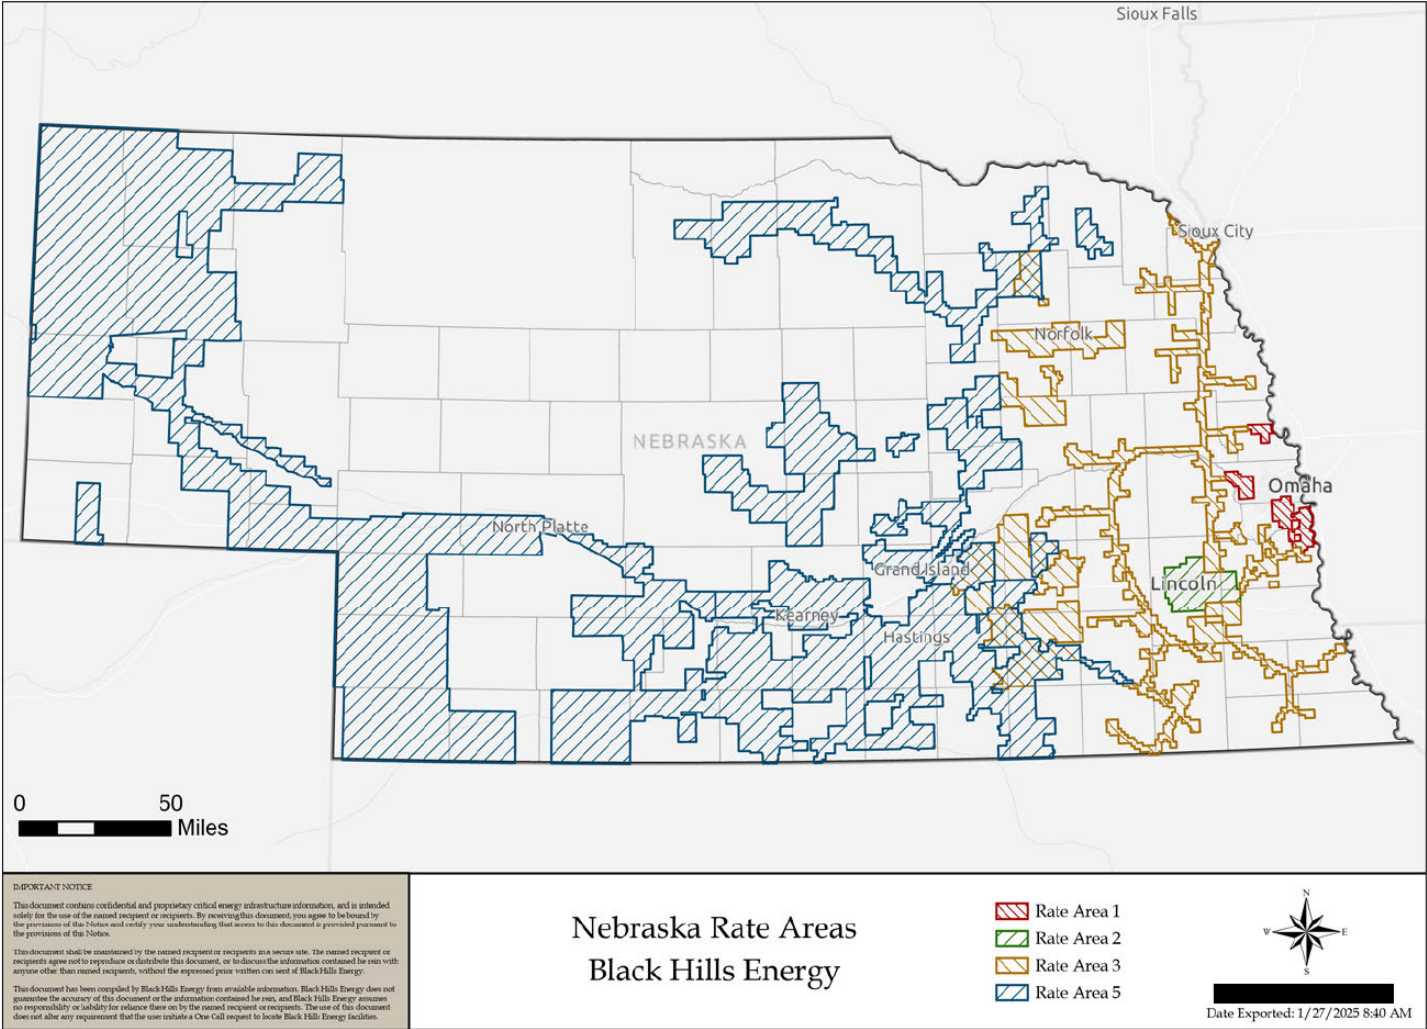 Sioux Falls
Sioux City
Norfolk
NEBRASKA
Omaha
North Platte
Grand Island
Lincoln
Kearney
Hastings
0 50
Miles
IMPORTANT NOTICE
This document contains confidential and proprietary critical energy infrastructure information, and is intended
solely for the use of the named recipient or recipients. By receiving this document, you agree to be bound by
the provisions of this Notice and certify your understanding that access to this document is provided pursuant to
the provisions of this Notice.
This document shall be maintained by the named recipient or recipients in a secure site. The named recipient or
recipients agree not to reproduce or distribute this document, or to discuss the information contained he rein with
anyone other than named recipients, without the expressed prior written con sent of Black Hills Energy.
This document has been compiled by Black Hills Energy from available information. Black Hills Energy does not
guarantee the accuracy of this document or the information contained he rein, and Black Hills Energy assumes
no responsibility or liability for reliance there on by the named recipient or recipients. The use of this document
does not alter any requirement that the user initiate a One Call request to locate Black Hills Energy facilities.
Nebraska Rate Areas
Black Hills Energy
Rate Area 1
Rate Area 2
Rate Area 3
Rate Area 5
N
W E
S
Date Exported: 1/27/2025 8:40 AM